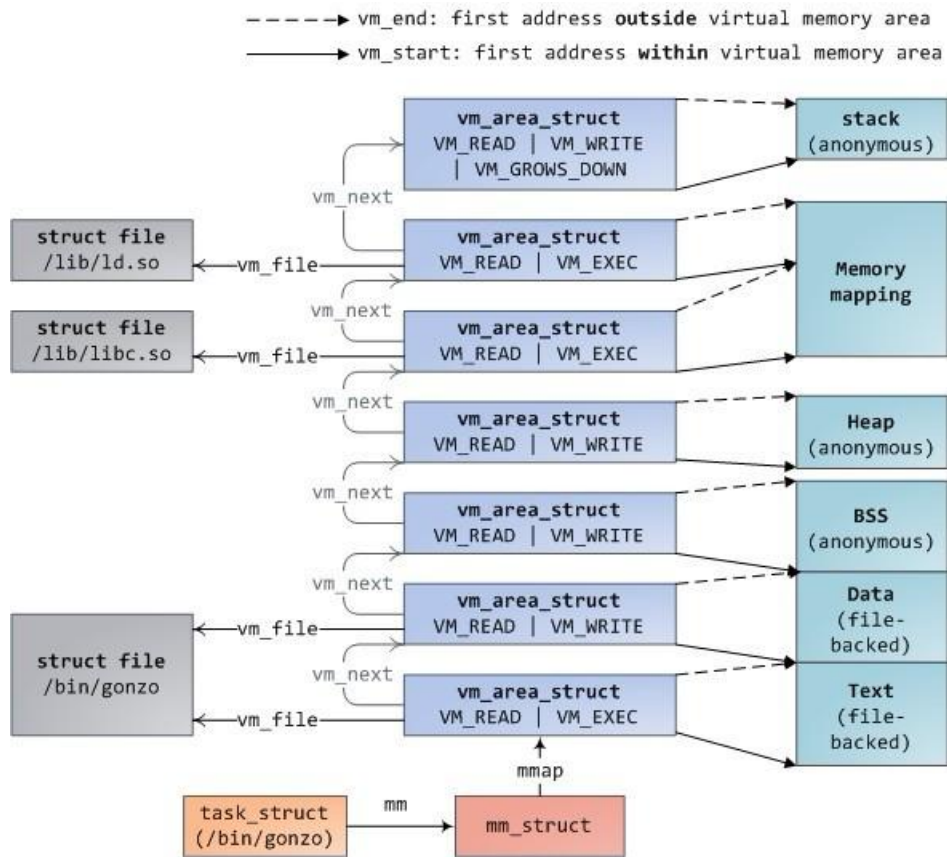 vm_end: first address outside virtual memory area
vm_start: first address within virtual memory area
vm_area_struct
VM_READ | VM_WRITE
| VM_GROWS_DOWN
stack
(anonymous)
vm_next
struct file
/lib/ld.so
vm_file
vm_area_struct
VM_READ | VM_EXEC
Memory
mapping
vm_next
struct file
/lib/libc.so
vm_file
vm_area_struct
VM_READ | VM_EXEC
vm_next
vm_area_struct
VM_READ | VM_WRITE
Heap
(anonymous)
vm_next
vm_area_struct
VM_READ | VM_WRITE
BSS
(anonymous)
vm_next
vm_file
vm_area_struct
VM_READ | VM_WRITE
Data
(file-
backed)
struct file
/bin/gonzo
vm_next
vm_file
vm_area_struct
VM_READ | VM_EXEC
Text
(file-
backed)
mmap
task_struct
(/bin/gonzo)
mm
mm_struct